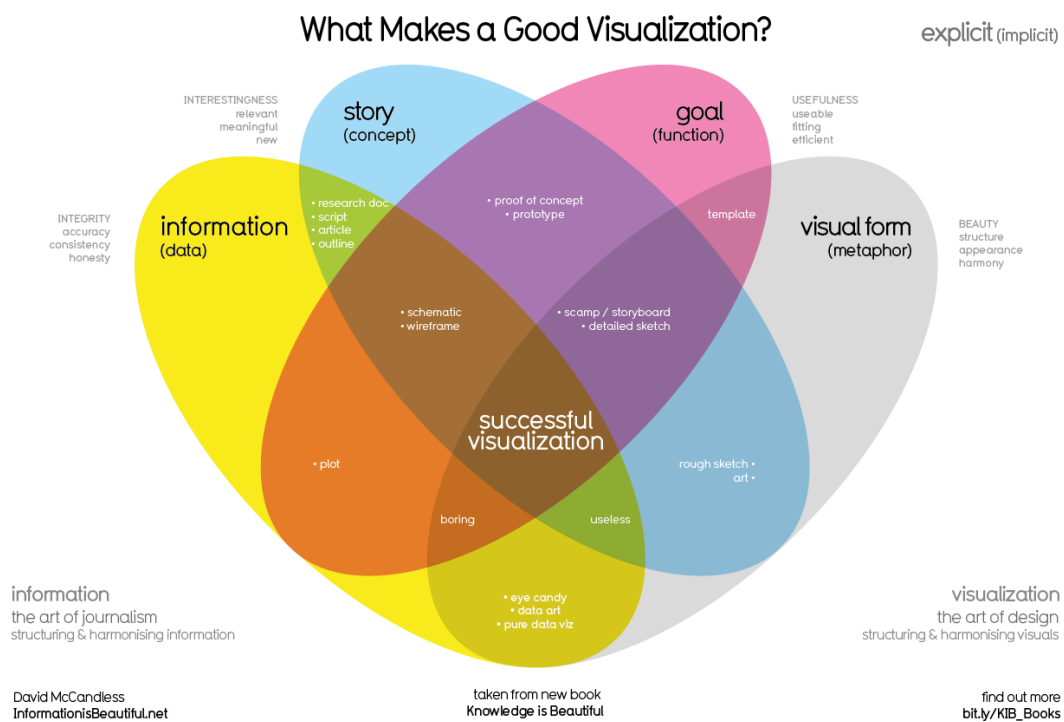 What Makes a Good Visualization?
explicit (implicit)
INTERESTINGNESS
relevant
meaningful
new
story
(concept)
goal
(function)
USEFULNESS
useable
fitting
efficient
INTEGRITY
accuracy
consistency
honesty
information
(data)
• research doc
• script
• article
• outline
• proof of concept
• prototype
template
visual form
(metaphor)
BEAUTY
structure
appearance
harmony
• schematic
• wireframe
• scamp / storyboard
• detailed sketch
successful
visualization
• plot
rough sketch •
art •
boring
useless
• eye candy
• data art
• pure data viz
information
the art of journalism
structuring & harmonising information
visualization
the art of design
structuring & harmonising visuals
David McCandless
InformationisBeautiful.net
taken from new book
Knowledge is Beautiful
find out more
bit.ly/KIB_Books